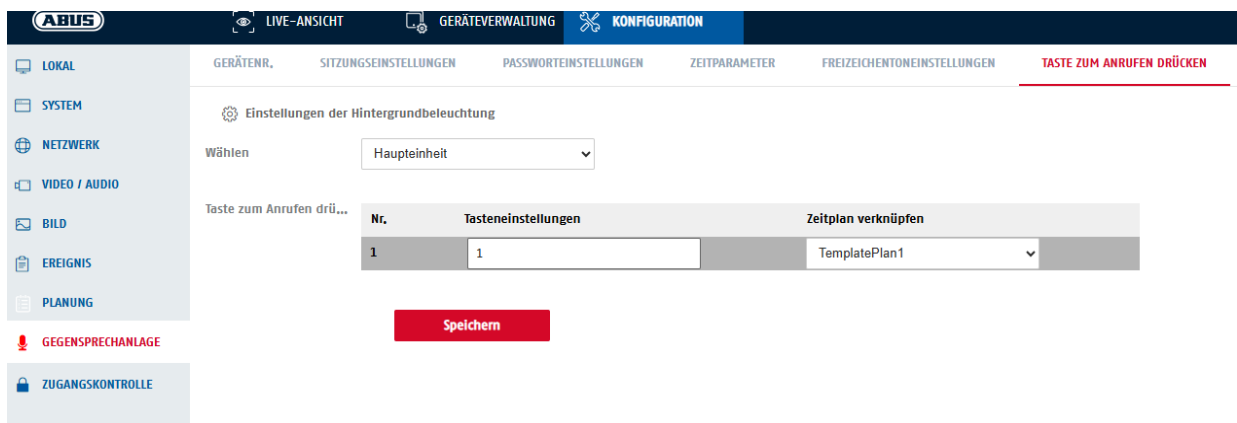 ABUS LIVE-ANSICHT GERÄTEVERWALTUNG KONFIGURATION
LOKAL
SYSTEM
NETZWERK
VIDEO / AUDIO
BILD
EREIGNIS
PLANUNG
GEGENSPRECHANLAGE
ZUGANGSKONTROLLE
GERÄTENR. SITZUNGSEINSTELLUNGEN PASSWORTEINSTELLUNGEN ZEITPARAMETER FREIZEICHENTONEINSTELLUNGEN TASTE ZUM ANRUFEN DRÜCKEN
Einstellungen der Hintergrundbeleuchtung
Wählen Haupteinheit
Taste zum Anrufen drü...
Nr. Tasteneinstellungen Zeitplan verknüpfen
1 1 TemplatePlan1
Speichern